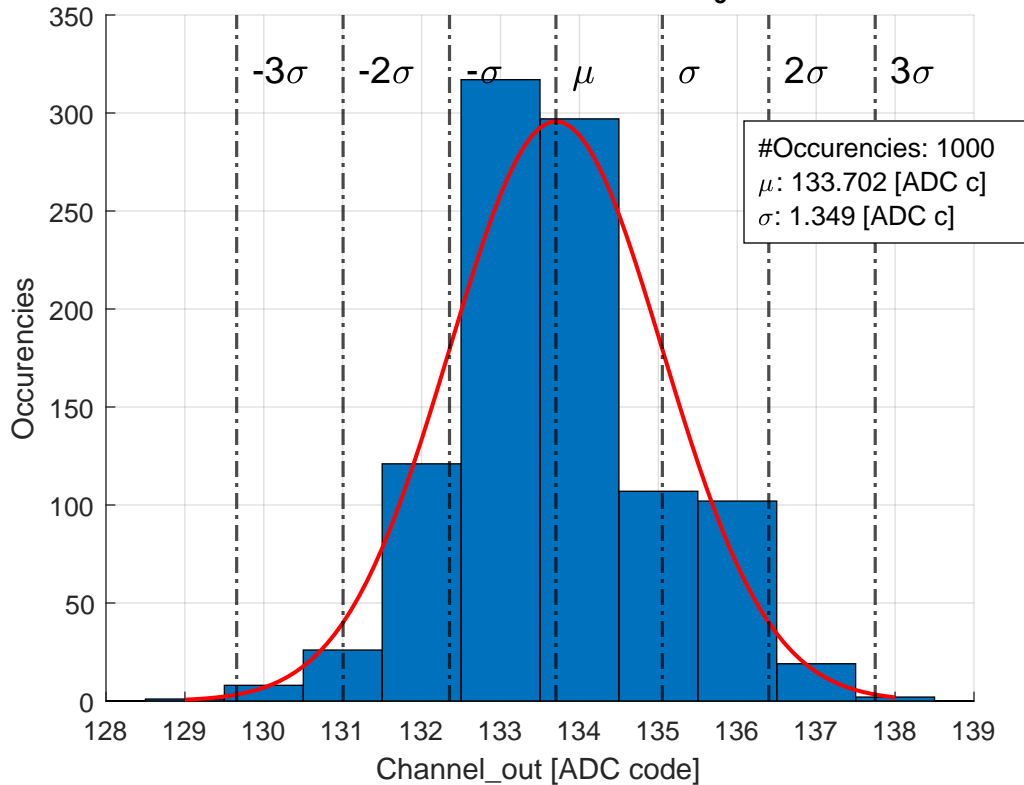 350
300
250
200
150
100
50
0
Occurencies
-3σ -2σ -σ μ σ 2σ 3σ
#Occurencies: 1000
μ: 133.702 [ADC c]
σ: 1.349 [ADC c]
128 129 130 131 132 133 134 135 136 137 138 139
Channel_out [ADC code]